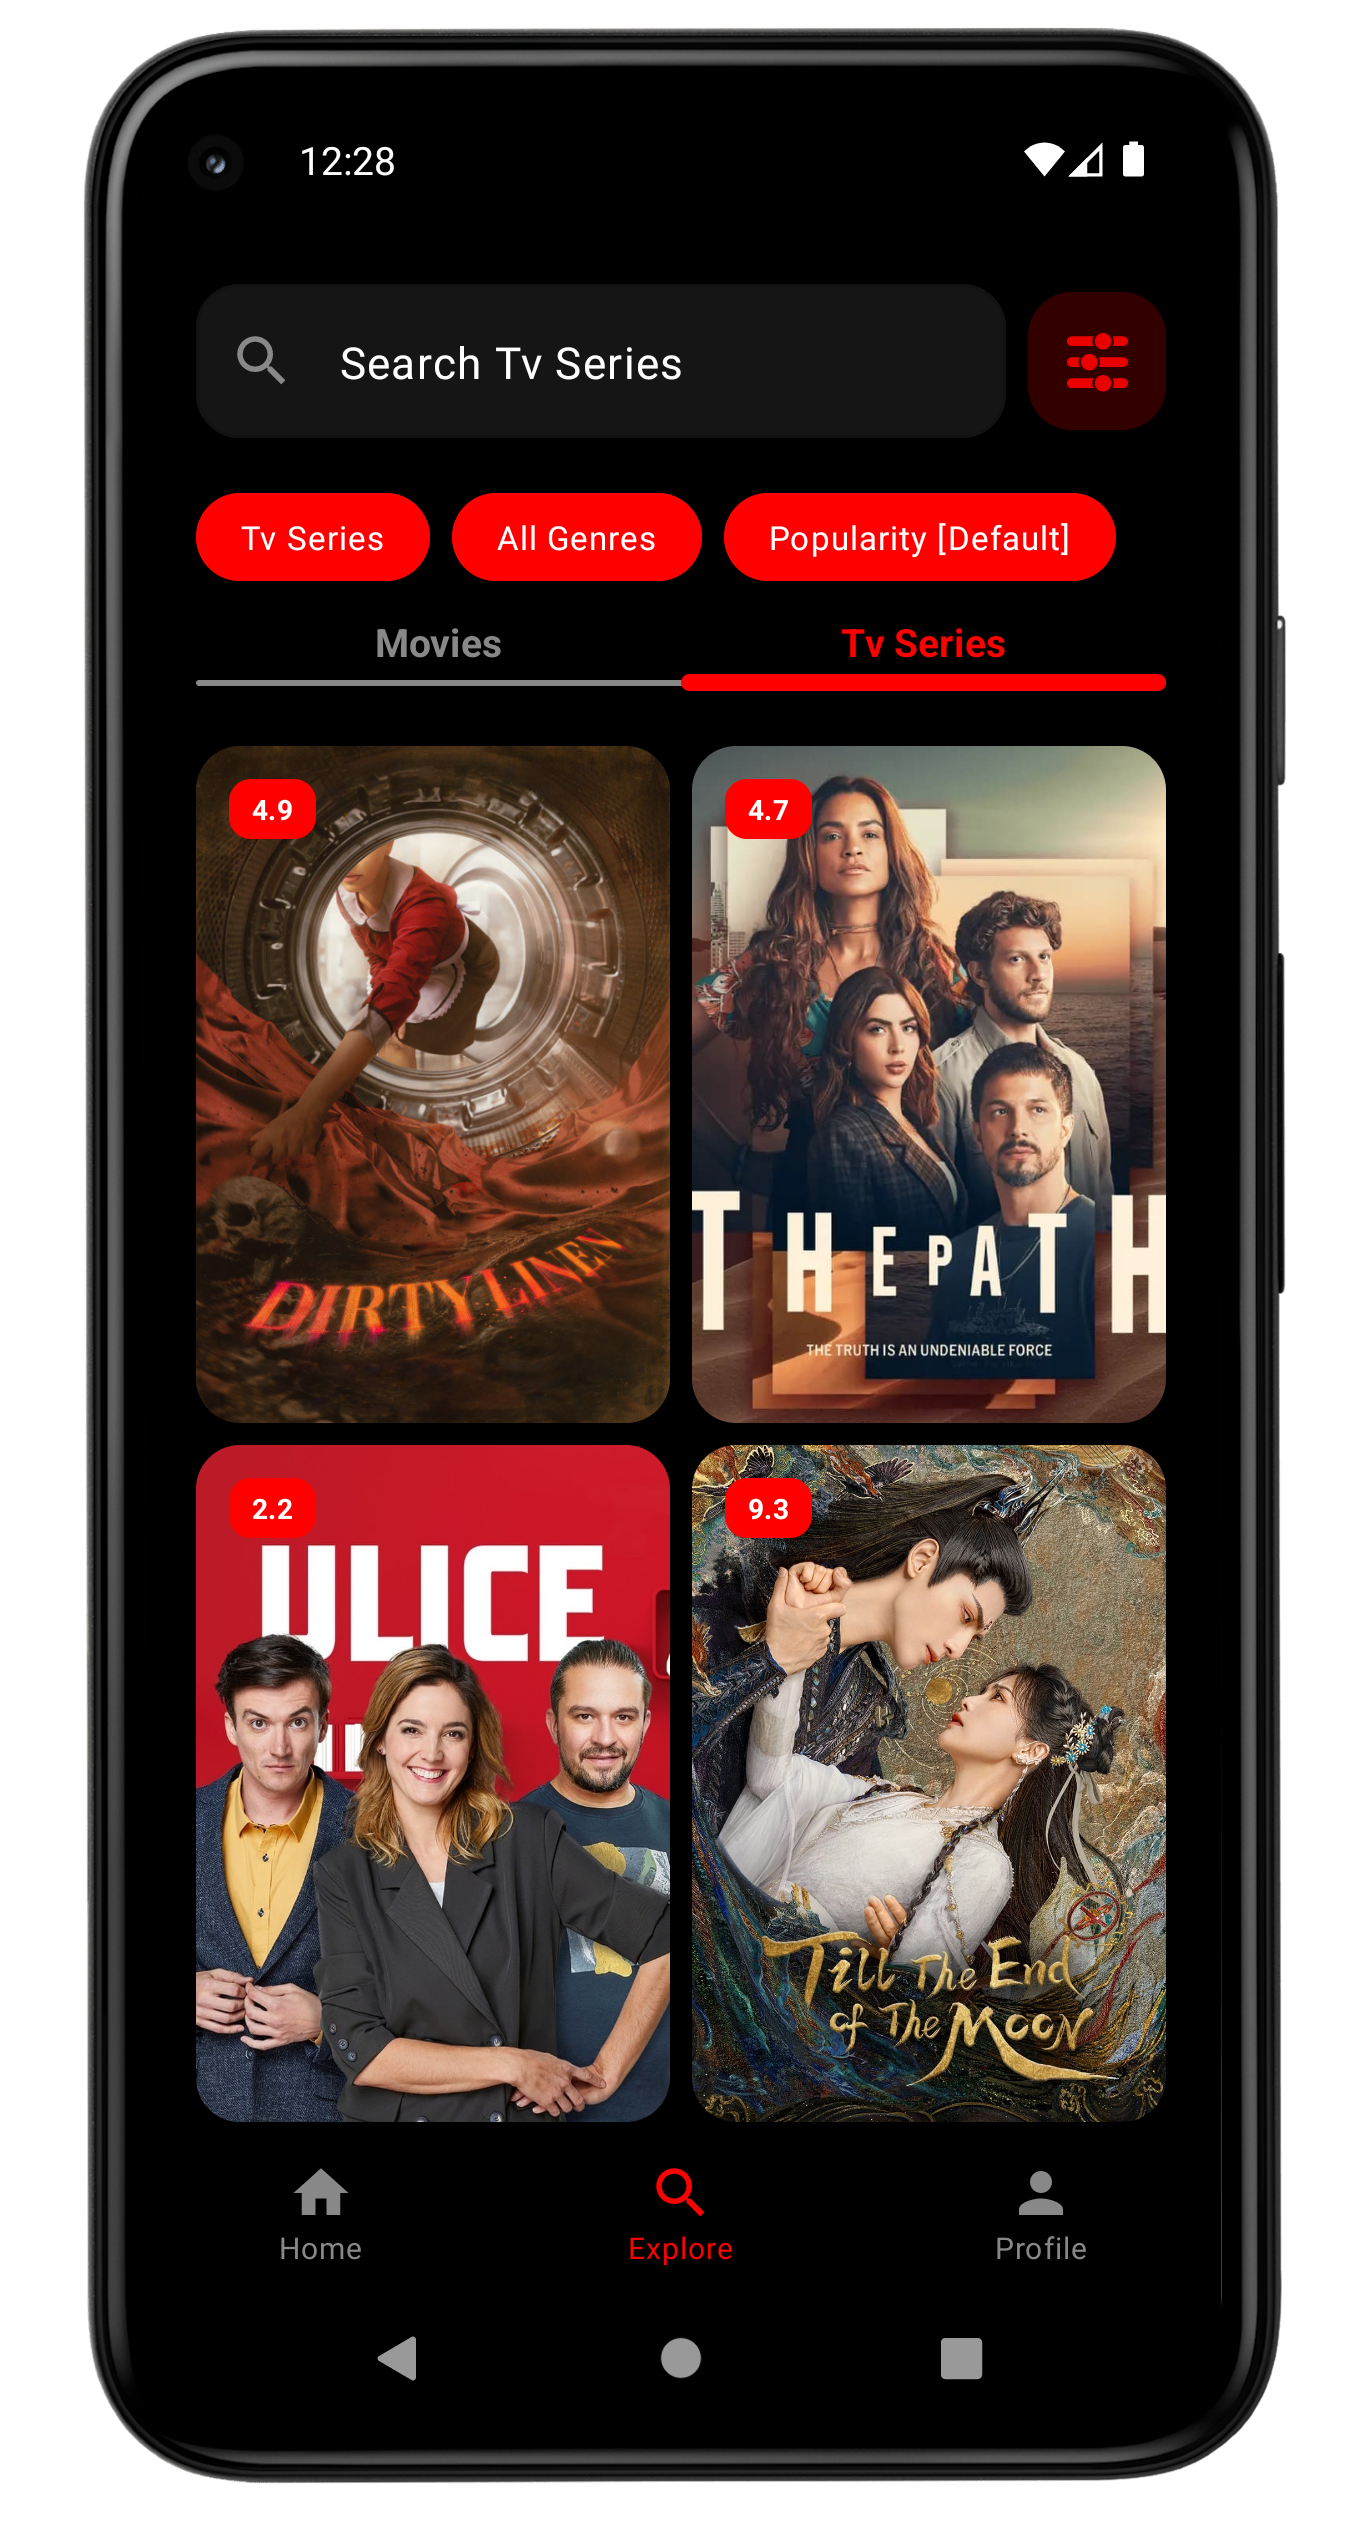 12:28
Search Tv Series
Tv Series
All Genres
Popularity [Default]
Movies
Tv Series
4.9
DIRTY LINEN
4.7
THE PATH
THE TRUTH IS AN UNDENIABLE FORCE
2.2
ULICE
9.3
Till The End
of The Moon
Home
Explore
Profile